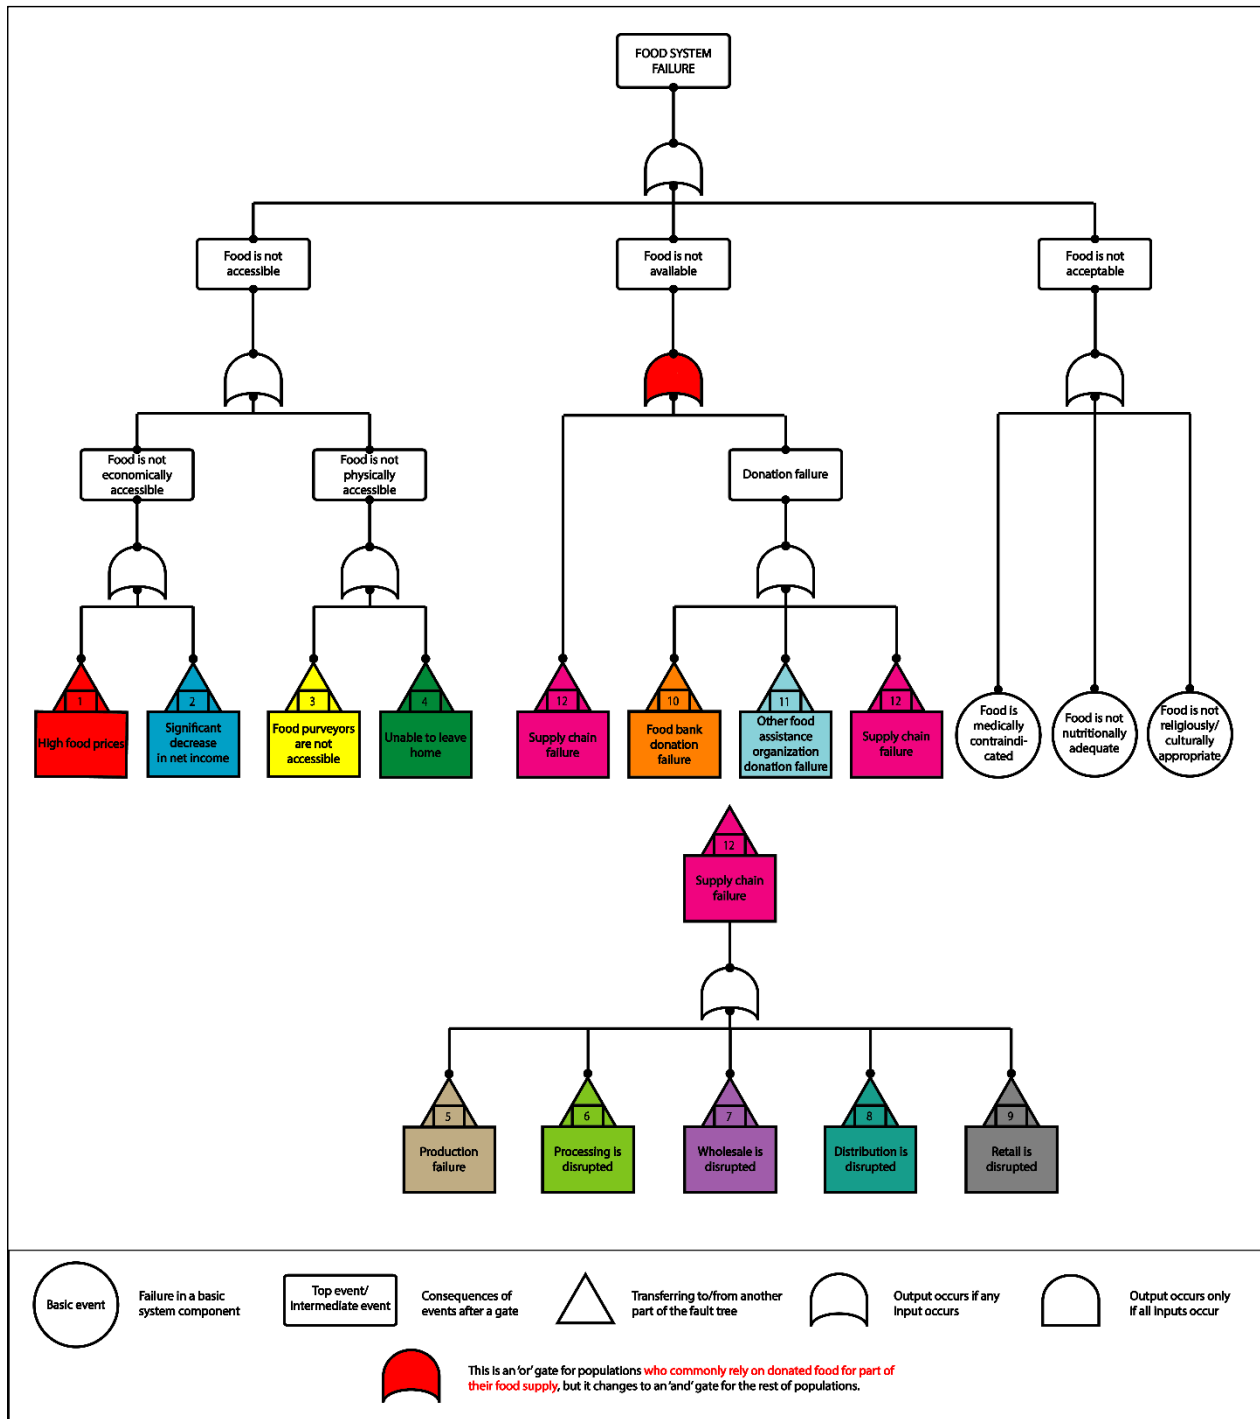 FOOD SYSTEM
FAILURE
Food is not
accessible
Food is not
available
Food is not
acceptable
Food is not
economically
accessible
Food is not
physically
accessible
Donation failure
1
High food prices
2
Significant
decrease
in net income
3
Food purveyors
are not
accessible
4
Unable to leave
home
12
Supply chain
failure
10
Food bank
donation
failure
11
Other food
assistance
organization
donation failure
12
Supply chain
failure
Food is
medically
contraindi-
cated
Food is not
nutritionally
adequate
Food is not
religiously/
culturally
appropriate
12
Supply chain
failure
5
Production
failure
6
Processing is
disrupted
7
Wholesale is
disrupted
8
Distribution is
disrupted
9
Retail is
disrupted
Basic event
Failure in a basic
system component
Top event/
Intermediate event
Consequences of
events after a gate
Transferring to/from another
part of the fault tree
Output occurs if any
input occurs
Output occurs only
if all inputs occur
This is an 'or' gate for populations who commonly rely on donated food for part of
their food supply, but it changes to an 'and' gate for the rest of populations.